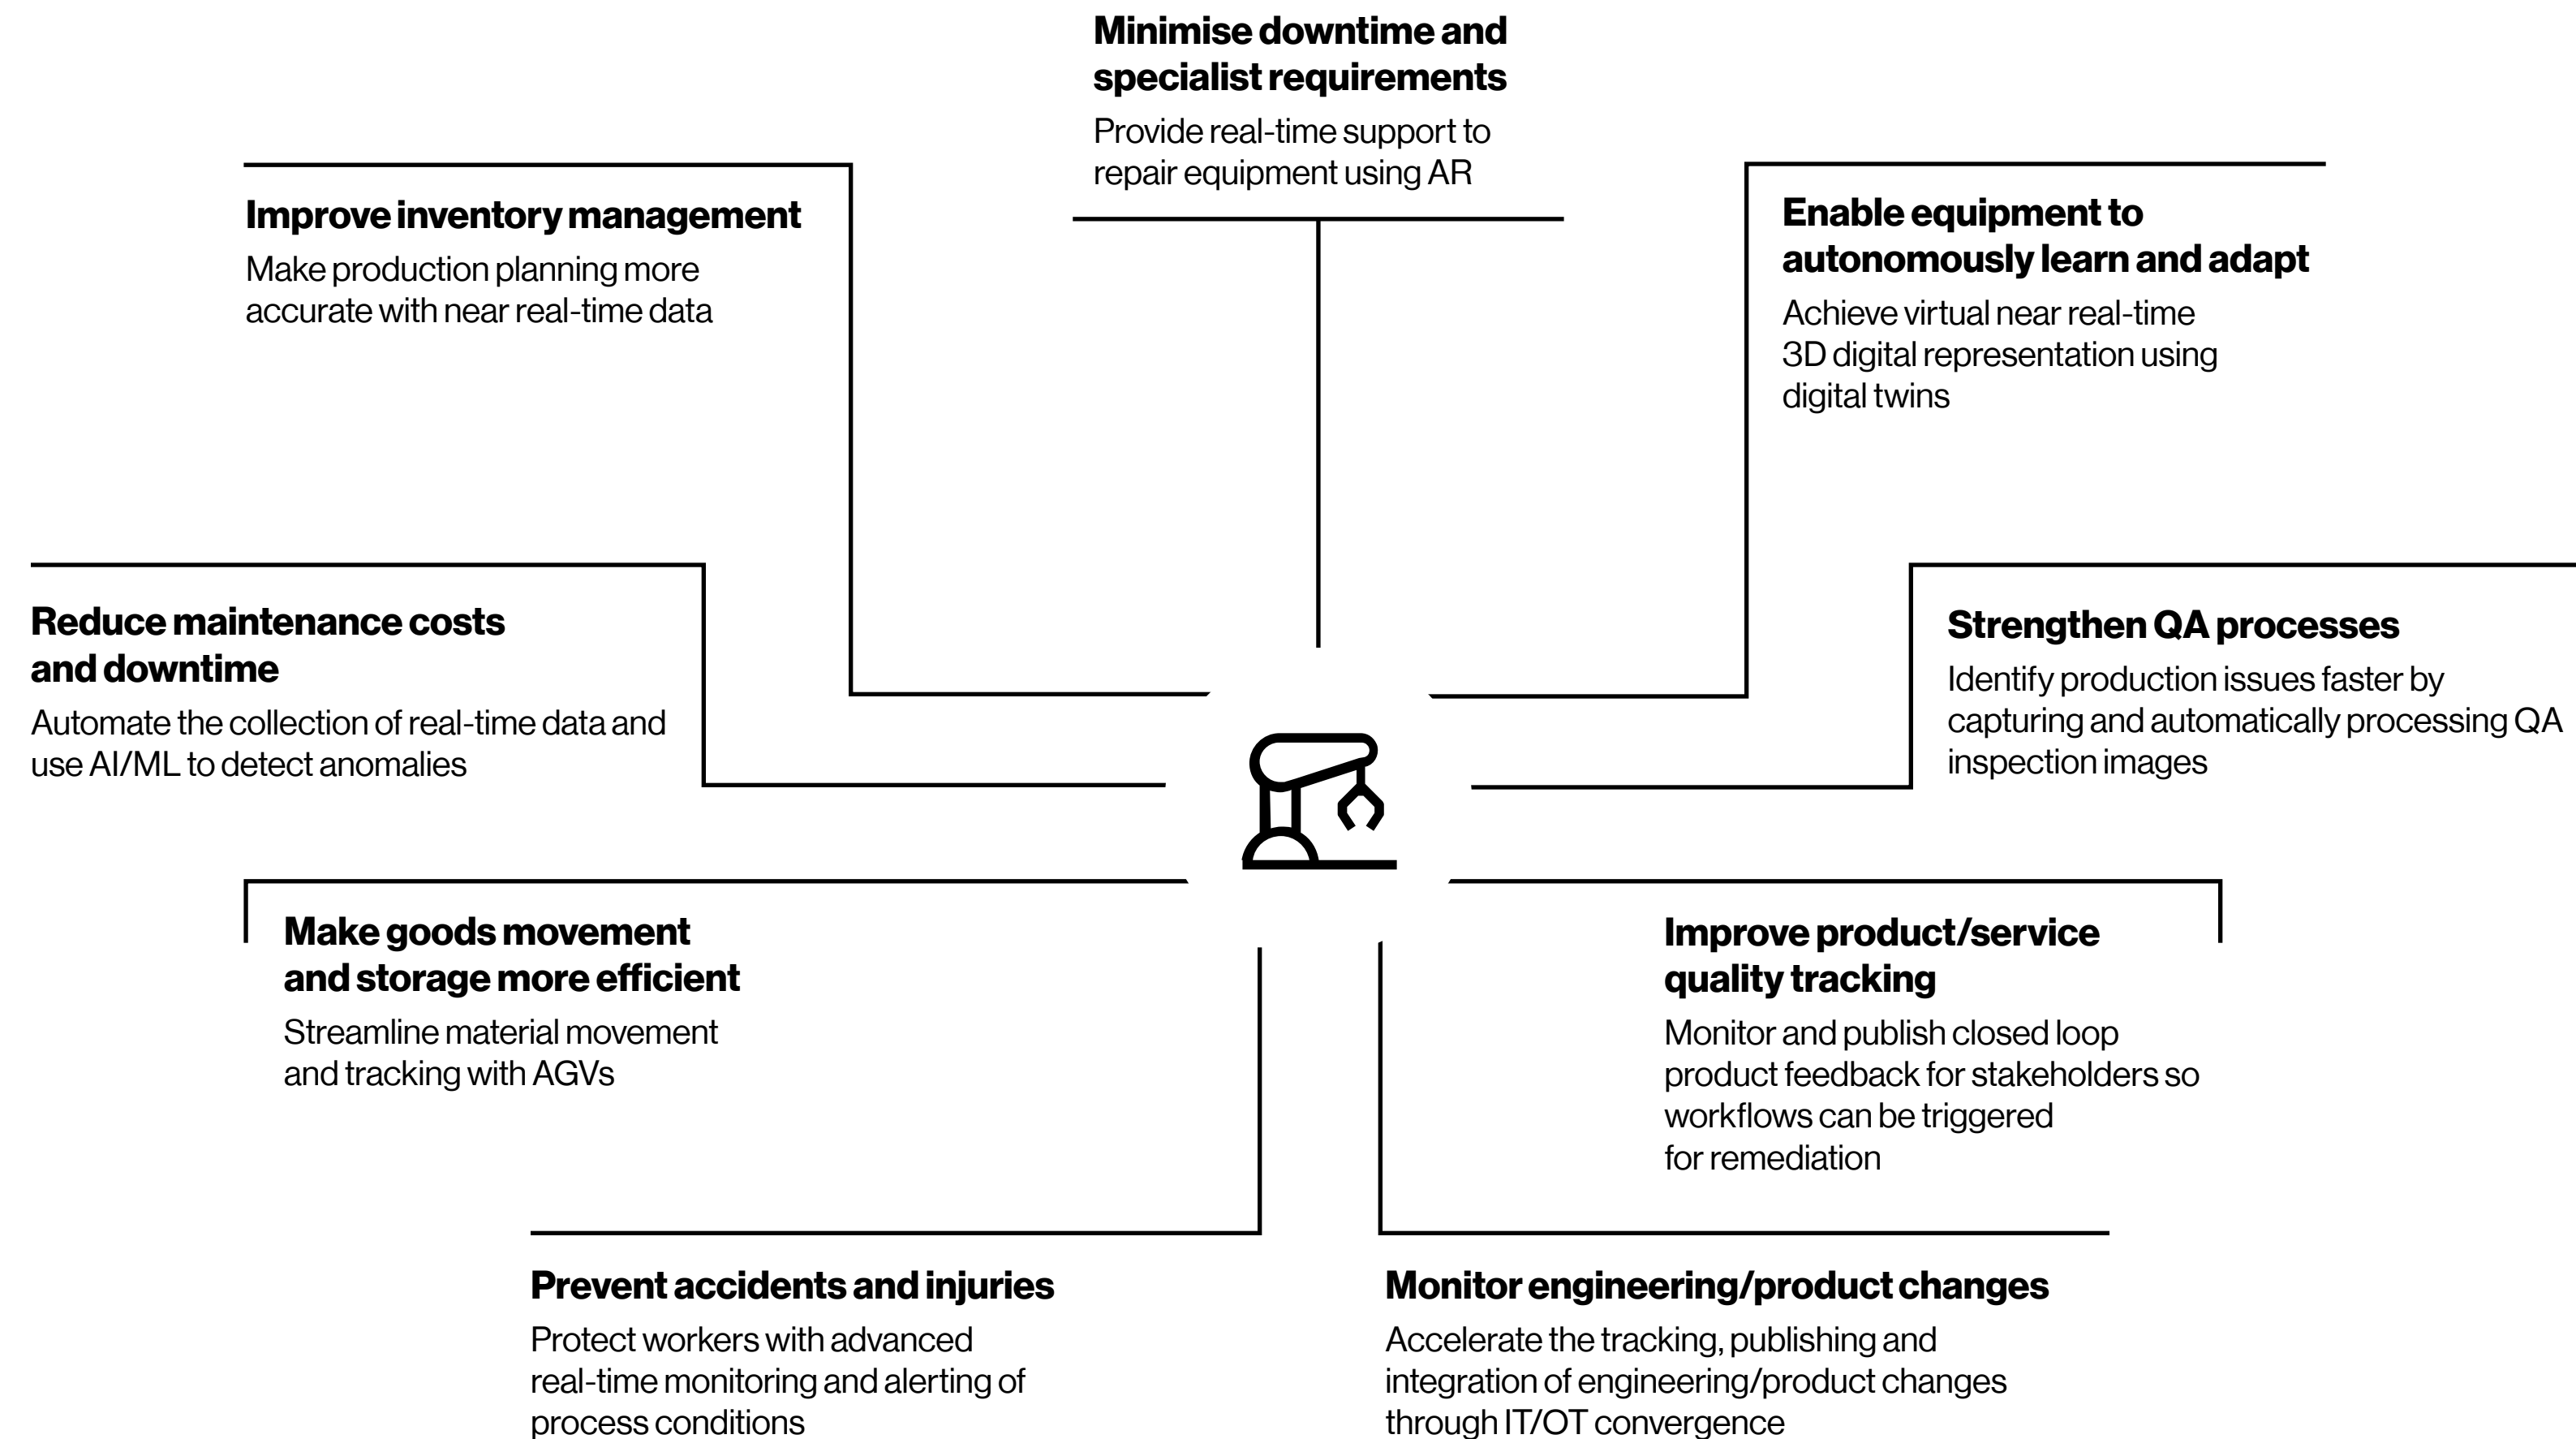 Minimise downtime and
specialist requirements
Provide real-time support to
repair equipment using AR
Improve inventory management
Make production planning more
accurate with near real-time data
Enable equipment to
autonomously learn and adapt
Achieve virtual near real-time
3D digital representation using
digital twins
Reduce maintenance costs
and downtime
Automate the collection of real-time data and
use AI/ML to detect anomalies
Strengthen QA processes
Identify production issues faster by
capturing and automatically processing QA
inspection images
Make goods movement
and storage more efficient
Streamline material movement
and tracking with AGVs
Improve product/service
quality tracking
Monitor and publish closed loop
product feedback for stakeholders so
workflows can be triggered
for remediation
Prevent accidents and injuries
Protect workers with advanced
real-time monitoring and alerting of
process conditions
Monitor engineering/product changes
Accelerate the tracking, publishing and
integration of engineering/product changes
through IT/OT convergence